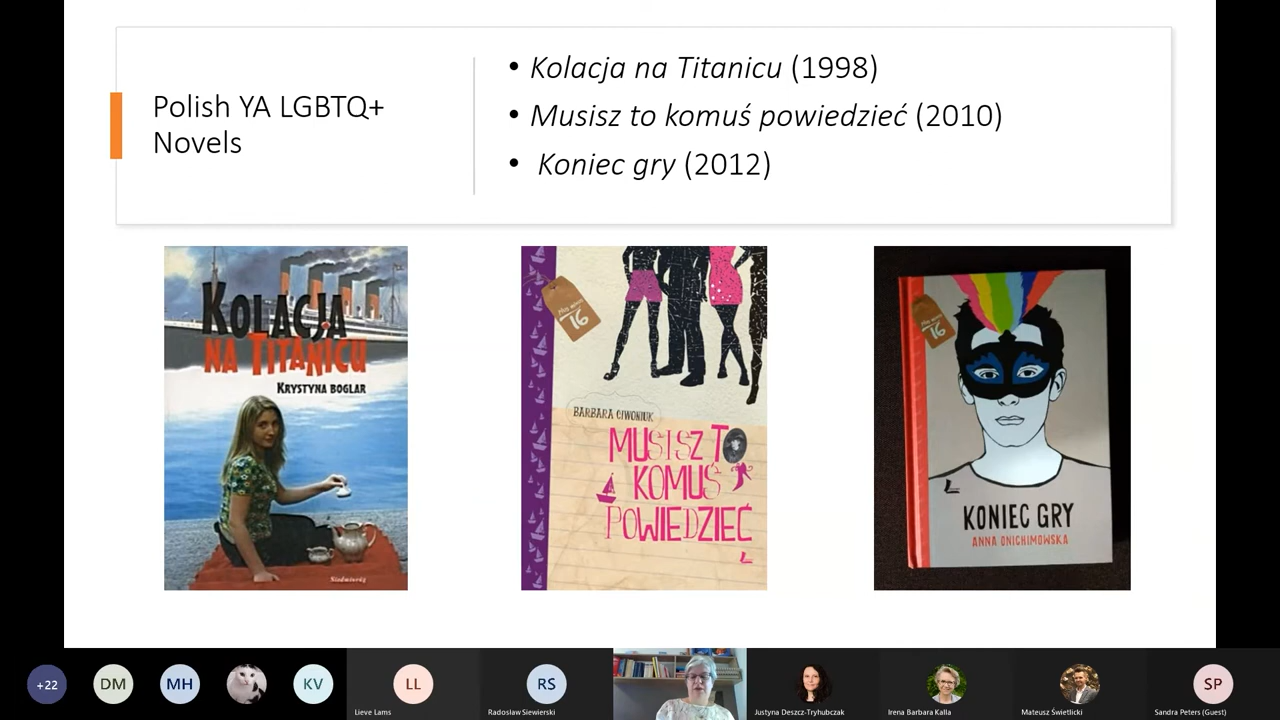 Polish YA LGBTQ+
Novels
• Kolacja na Titanicu (1998)
• Musisz to komuś powiedzieć (2010)
• Koniec gry (2012)
KOLACJA
NA TITANICU
KRYSTYNA BOGLAR
Siedmioróg
16
BARBARA CIWONIUK
MUSISZ TO
KOMUŚ
POWIEDZIEĆ
L
16
L
KONIEC GRY
ANNA ONICHIMOWSKA
+22
DM
MH
KV
LL
Lieve Lams
RS
Radosław Siewierski
Justyna Deszcz-Tryhubczak
Irena Barbara Kalla
Mateusz Świetlicki
SP
Sandra Peters (Guest)